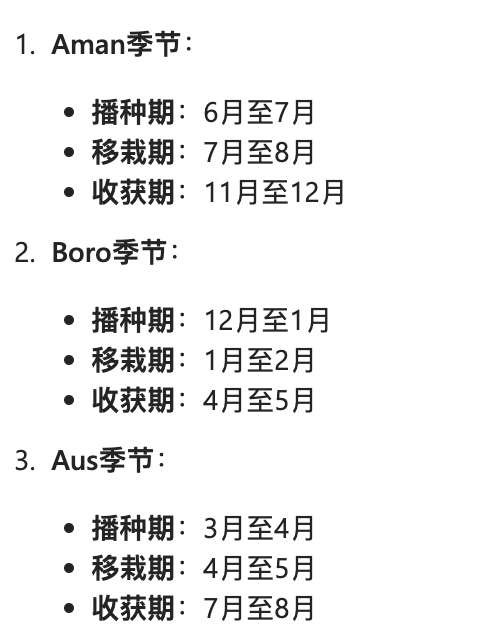 1. Aman季节：
• 播种期：6月至7月
• 移栽期：7月至8月
• 收获期：11月至12月
2. Boro季节：
• 播种期：12月至1月
• 移栽期：1月至2月
• 收获期：4月至5月
3. Aus季节：
• 播种期：3月至4月
• 移栽期：4月至5月
• 收获期：7月至8月